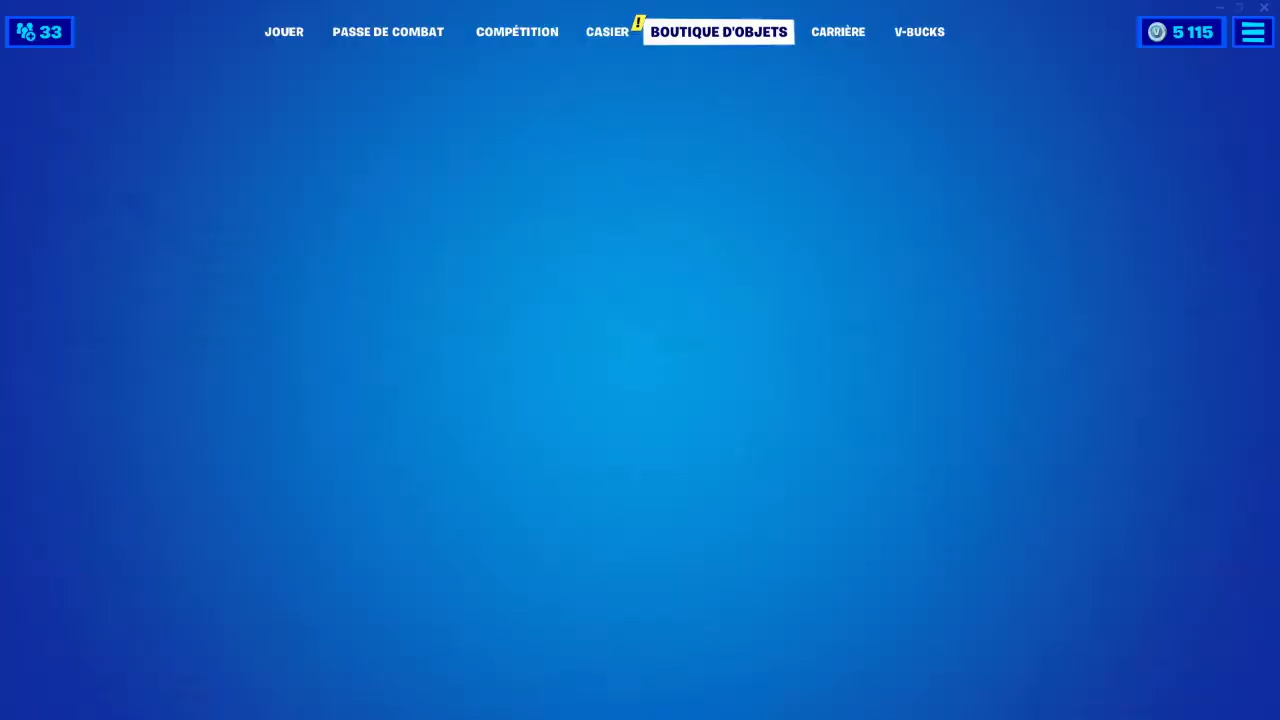 33
JOUER PASSE DE COMBAT COMPÉTITION CASIER ! BOUTIQUE D'OBJETS CARRIÈRE V-BUCKS
V 5 115